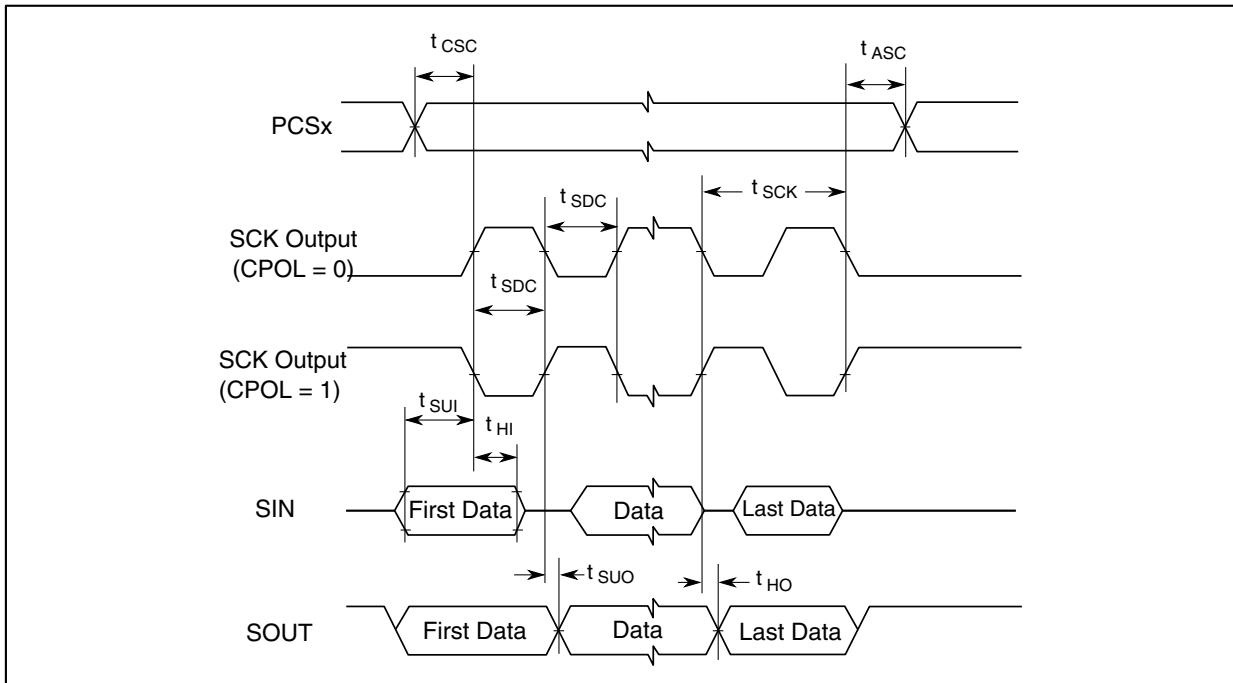 t CSC
t ASC
PCSx
t SCK
t SDC
SCK Output
(CPOL = 0)
t SDC
SCK Output
(CPOL = 1)
t SUI
t HI
SIN
First Data
Data
Last Data
t SUO
t HO
SOUT
First Data
Data
Last Data